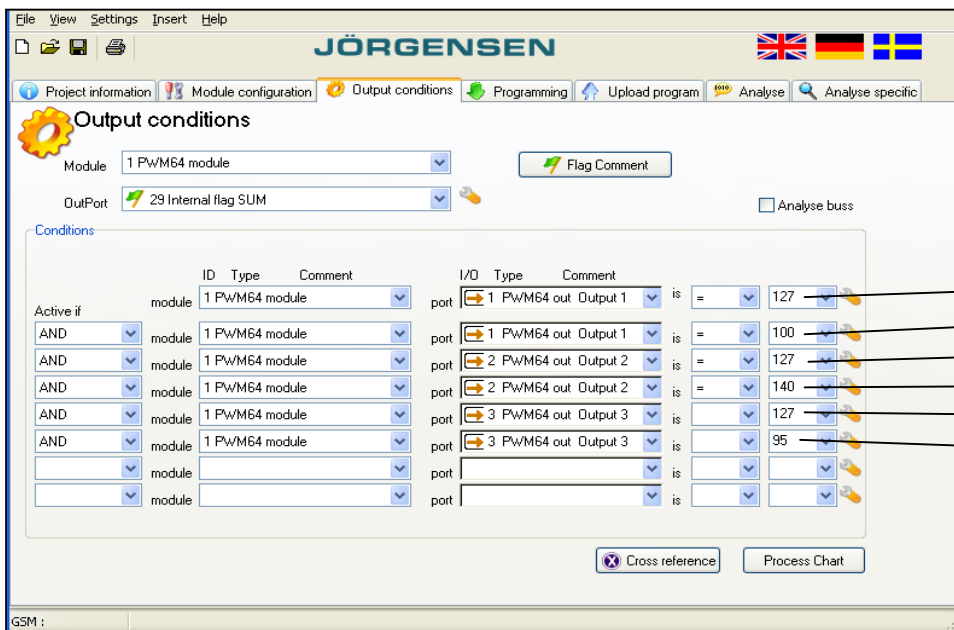 File View Settings Insert Help
JÖRGENSEN
Project information Module configuration Output conditions Programming Upload program Analyse Analyse specific
Output conditions
Module 1 PWM64 module Flag Comment
OutPort 29 Internal flag SUM Analyse buss
Conditions
ID Type Comment I/O Type Comment
Active if
module 1 PWM64 module port 1 PWM64 out Output 1 is = 127
AND module 1 PWM64 module port 1 PWM64 out Output 1 is = 100
AND module 1 PWM64 module port 2 PWM64 out Output 2 is = 127
AND module 1 PWM64 module port 2 PWM64 out Output 2 is = 140
AND module 1 PWM64 module port 3 PWM64 out Output 3 is 127
AND module 1 PWM64 module port 3 PWM64 out Output 3 is 95
module port is
module port is
Cross reference Process Chart
GSM :